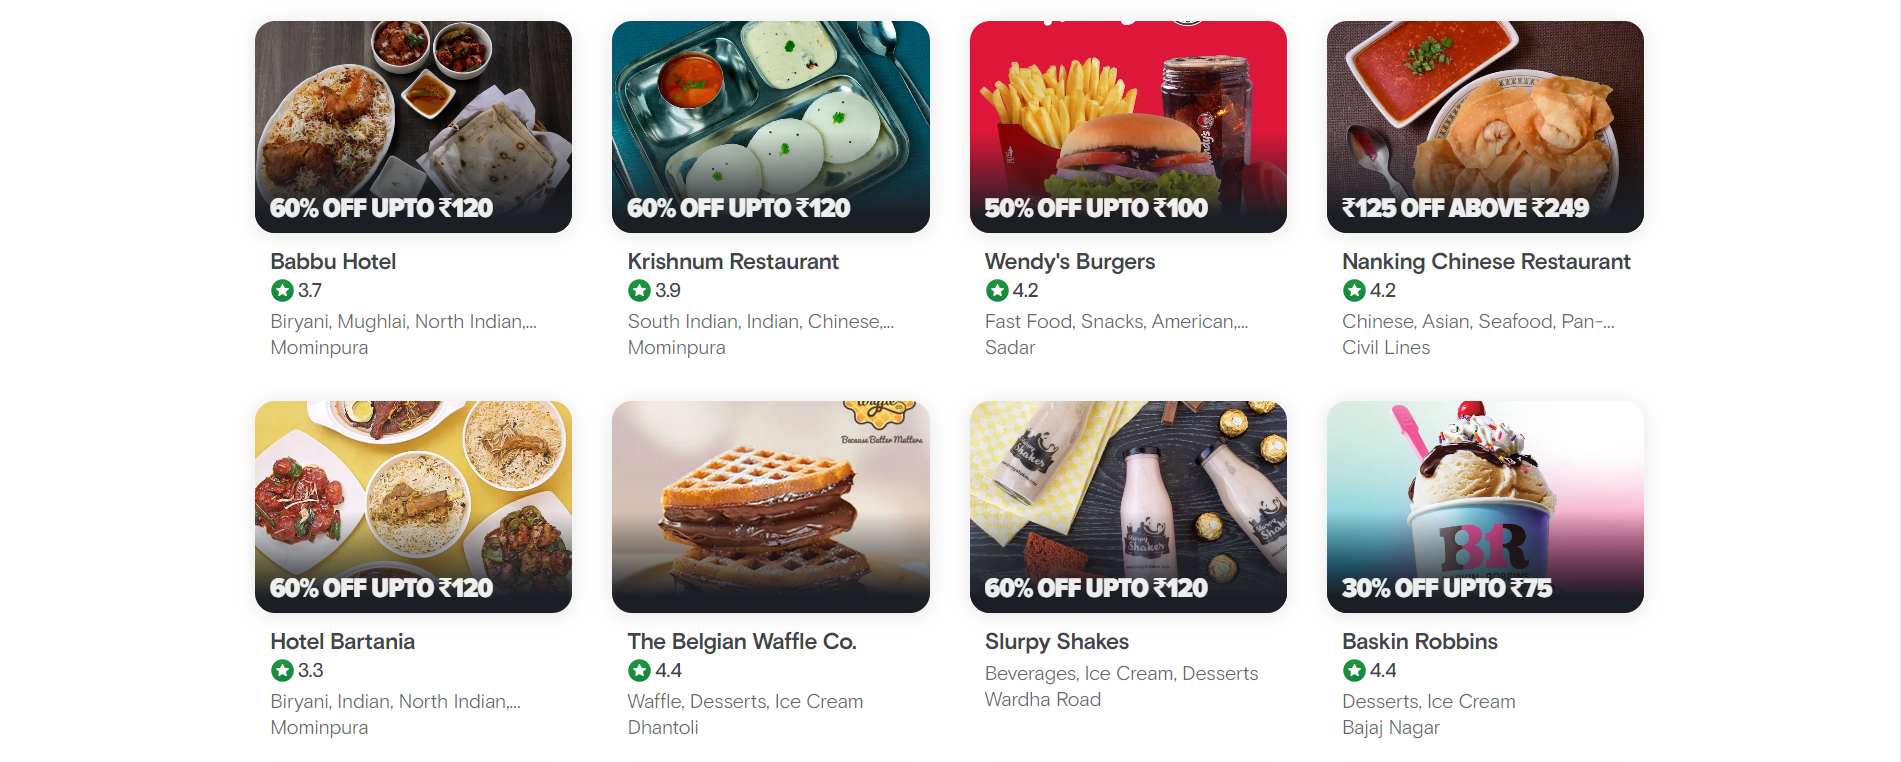 60% OFF UPTO ₹120
60% OFF UPTO ₹120
50% OFF UPTO ₹100
₹125 OFF ABOVE ₹249
Babbu Hotel
3.7
Biryani, Mughlai, North Indian,...
Mominpura
Krishnum Restaurant
3.9
South Indian, Indian, Chinese,...
Mominpura
Wendy's Burgers
4.2
Fast Food, Snacks, American,...
Sadar
Nanking Chinese Restaurant
4.2
Chinese, Asian, Seafood, Pan-...
Civil Lines
Because Batter Matters
Slurpy
Shakes
BR
60% OFF UPTO ₹120
60% OFF UPTO ₹120
30% OFF UPTO ₹75
Hotel Bartania
3.3
Biryani, Indian, North Indian,...
Mominpura
The Belgian Waffle Co.
4.4
Waffle, Desserts, Ice Cream
Dhantoli
Slurpy Shakes
Beverages, Ice Cream, Desserts
Wardha Road
Baskin Robbins
4.4
Desserts, Ice Cream
Bajaj Nagar